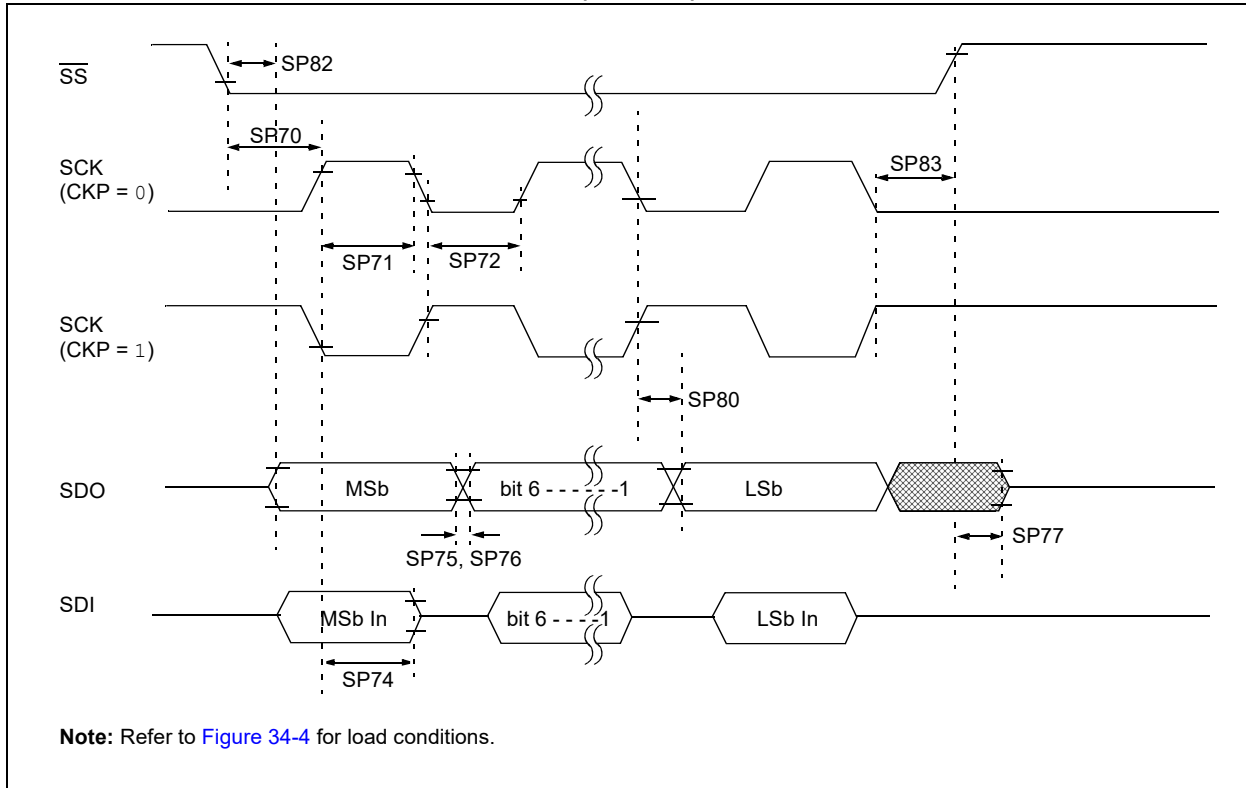 SS
SP82
SP70
SCK
(CKP = 0)
SP83
SP71
SP72
SCK
(CKP = 1)
SP80
SDO
MSb
bit 6 - - - - - -1
LSb
SP75, SP76
SP77
SDI
MSb In
bit 6 - - - -1
LSb In
SP74
Note: Refer to Figure 34-4 for load conditions.